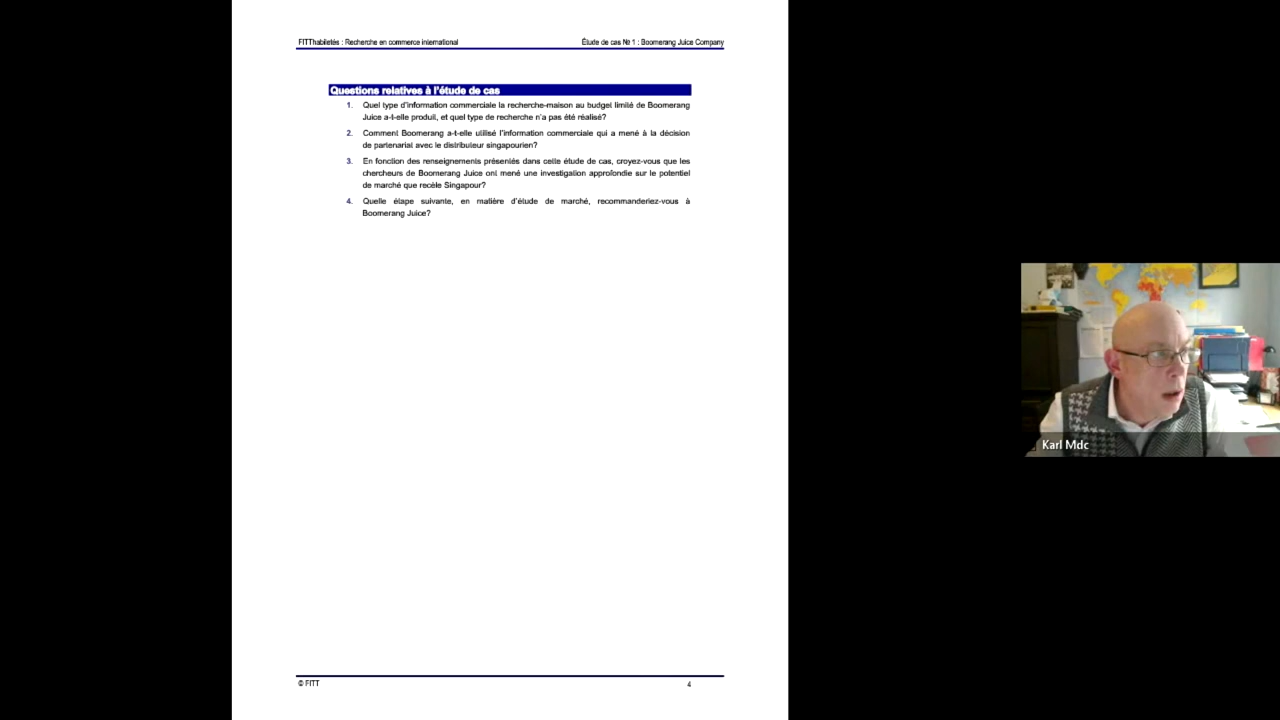 FITThabiletés : Recherche en commerce international
Étude de cas № 1 : Boomerang Juice Company
Questions relatives à l'étude de cas
1. Quel type d'information commerciale la recherche-maison au budget limité de Boomerang
Juice a-t-elle produit, et quel type de recherche n'a pas été réalisé?
2. Comment Boomerang a-t-elle utilisé l'information commerciale qui a mené à la décision
de partenariat avec le distributeur singapourien?
3. En fonction des renseignements présentés dans cette étude de cas, croyez-vous que les
chercheurs de Boomerang Juice ont mené une investigation approfondie sur le potentiel
de marché que recèle Singapour?
4. Quelle étape suivante, en matière d'étude de marché, recommanderiez-vous à
Boomerang Juice?
Karl Mdc
© FITT
4